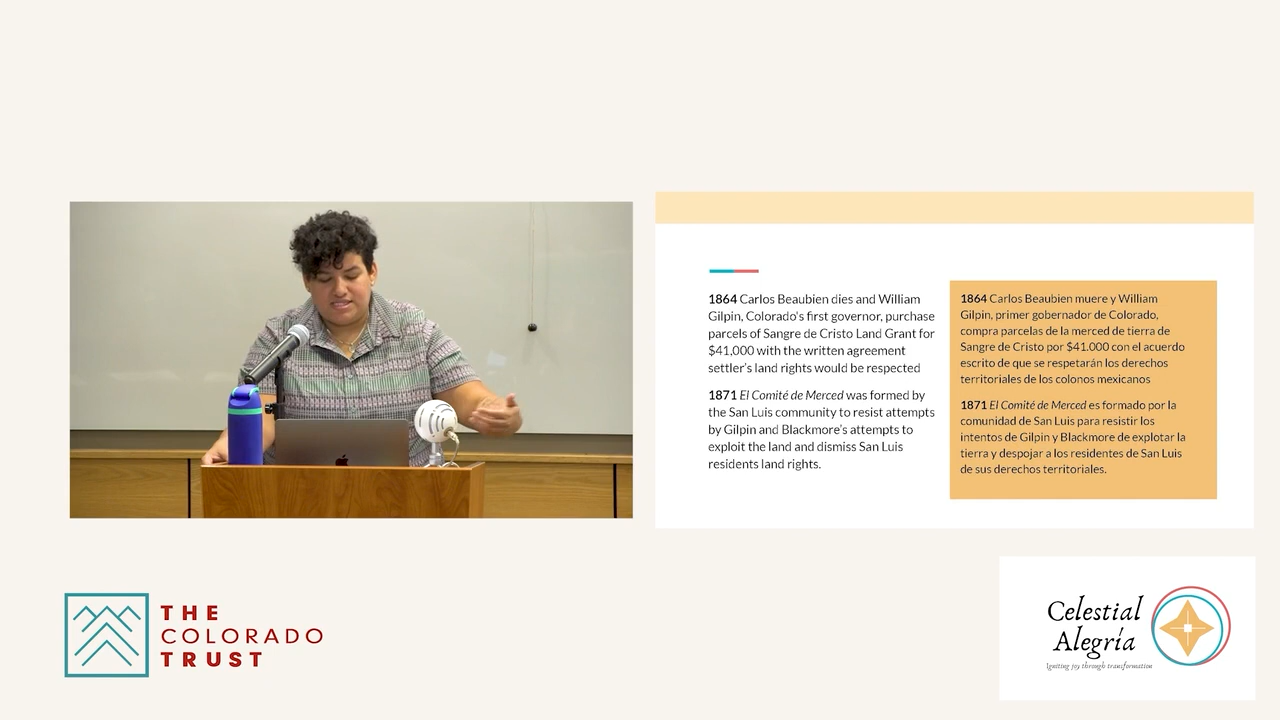 1864 Carlos Beaubien dies and William
Gilpin, Colorado's first governor, purchase
parcels of Sangre de Cristo Land Grant for
$41,000 with the written agreement
settler's land rights would be respected
1871 El Comité de Merced was formed by
the San Luis community to resist attempts
by Gilpin and Blackmore's attempts to
exploit the land and dismiss San Luis
residents land rights.
1864 Carlos Beaubien muere y William
Gilpin, primer gobernador de Colorado,
compra parcelas de la merced de tierra de
Sangre de Cristo por $41.000 con el acuerdo
escrito de que se respetarán los derechos
territoriales de los colonos mexicanos
1871 El Comité de Merced es formado por la
comunidad de San Luis para resistir los
intentos de Gilpin y Blackmore de explotar la
tierra y despojar a los residentes de San Luis
de sus derechos territoriales.
THE
COLORADO
TRUST
Celestial
Alegría
Igniting joy through transformation